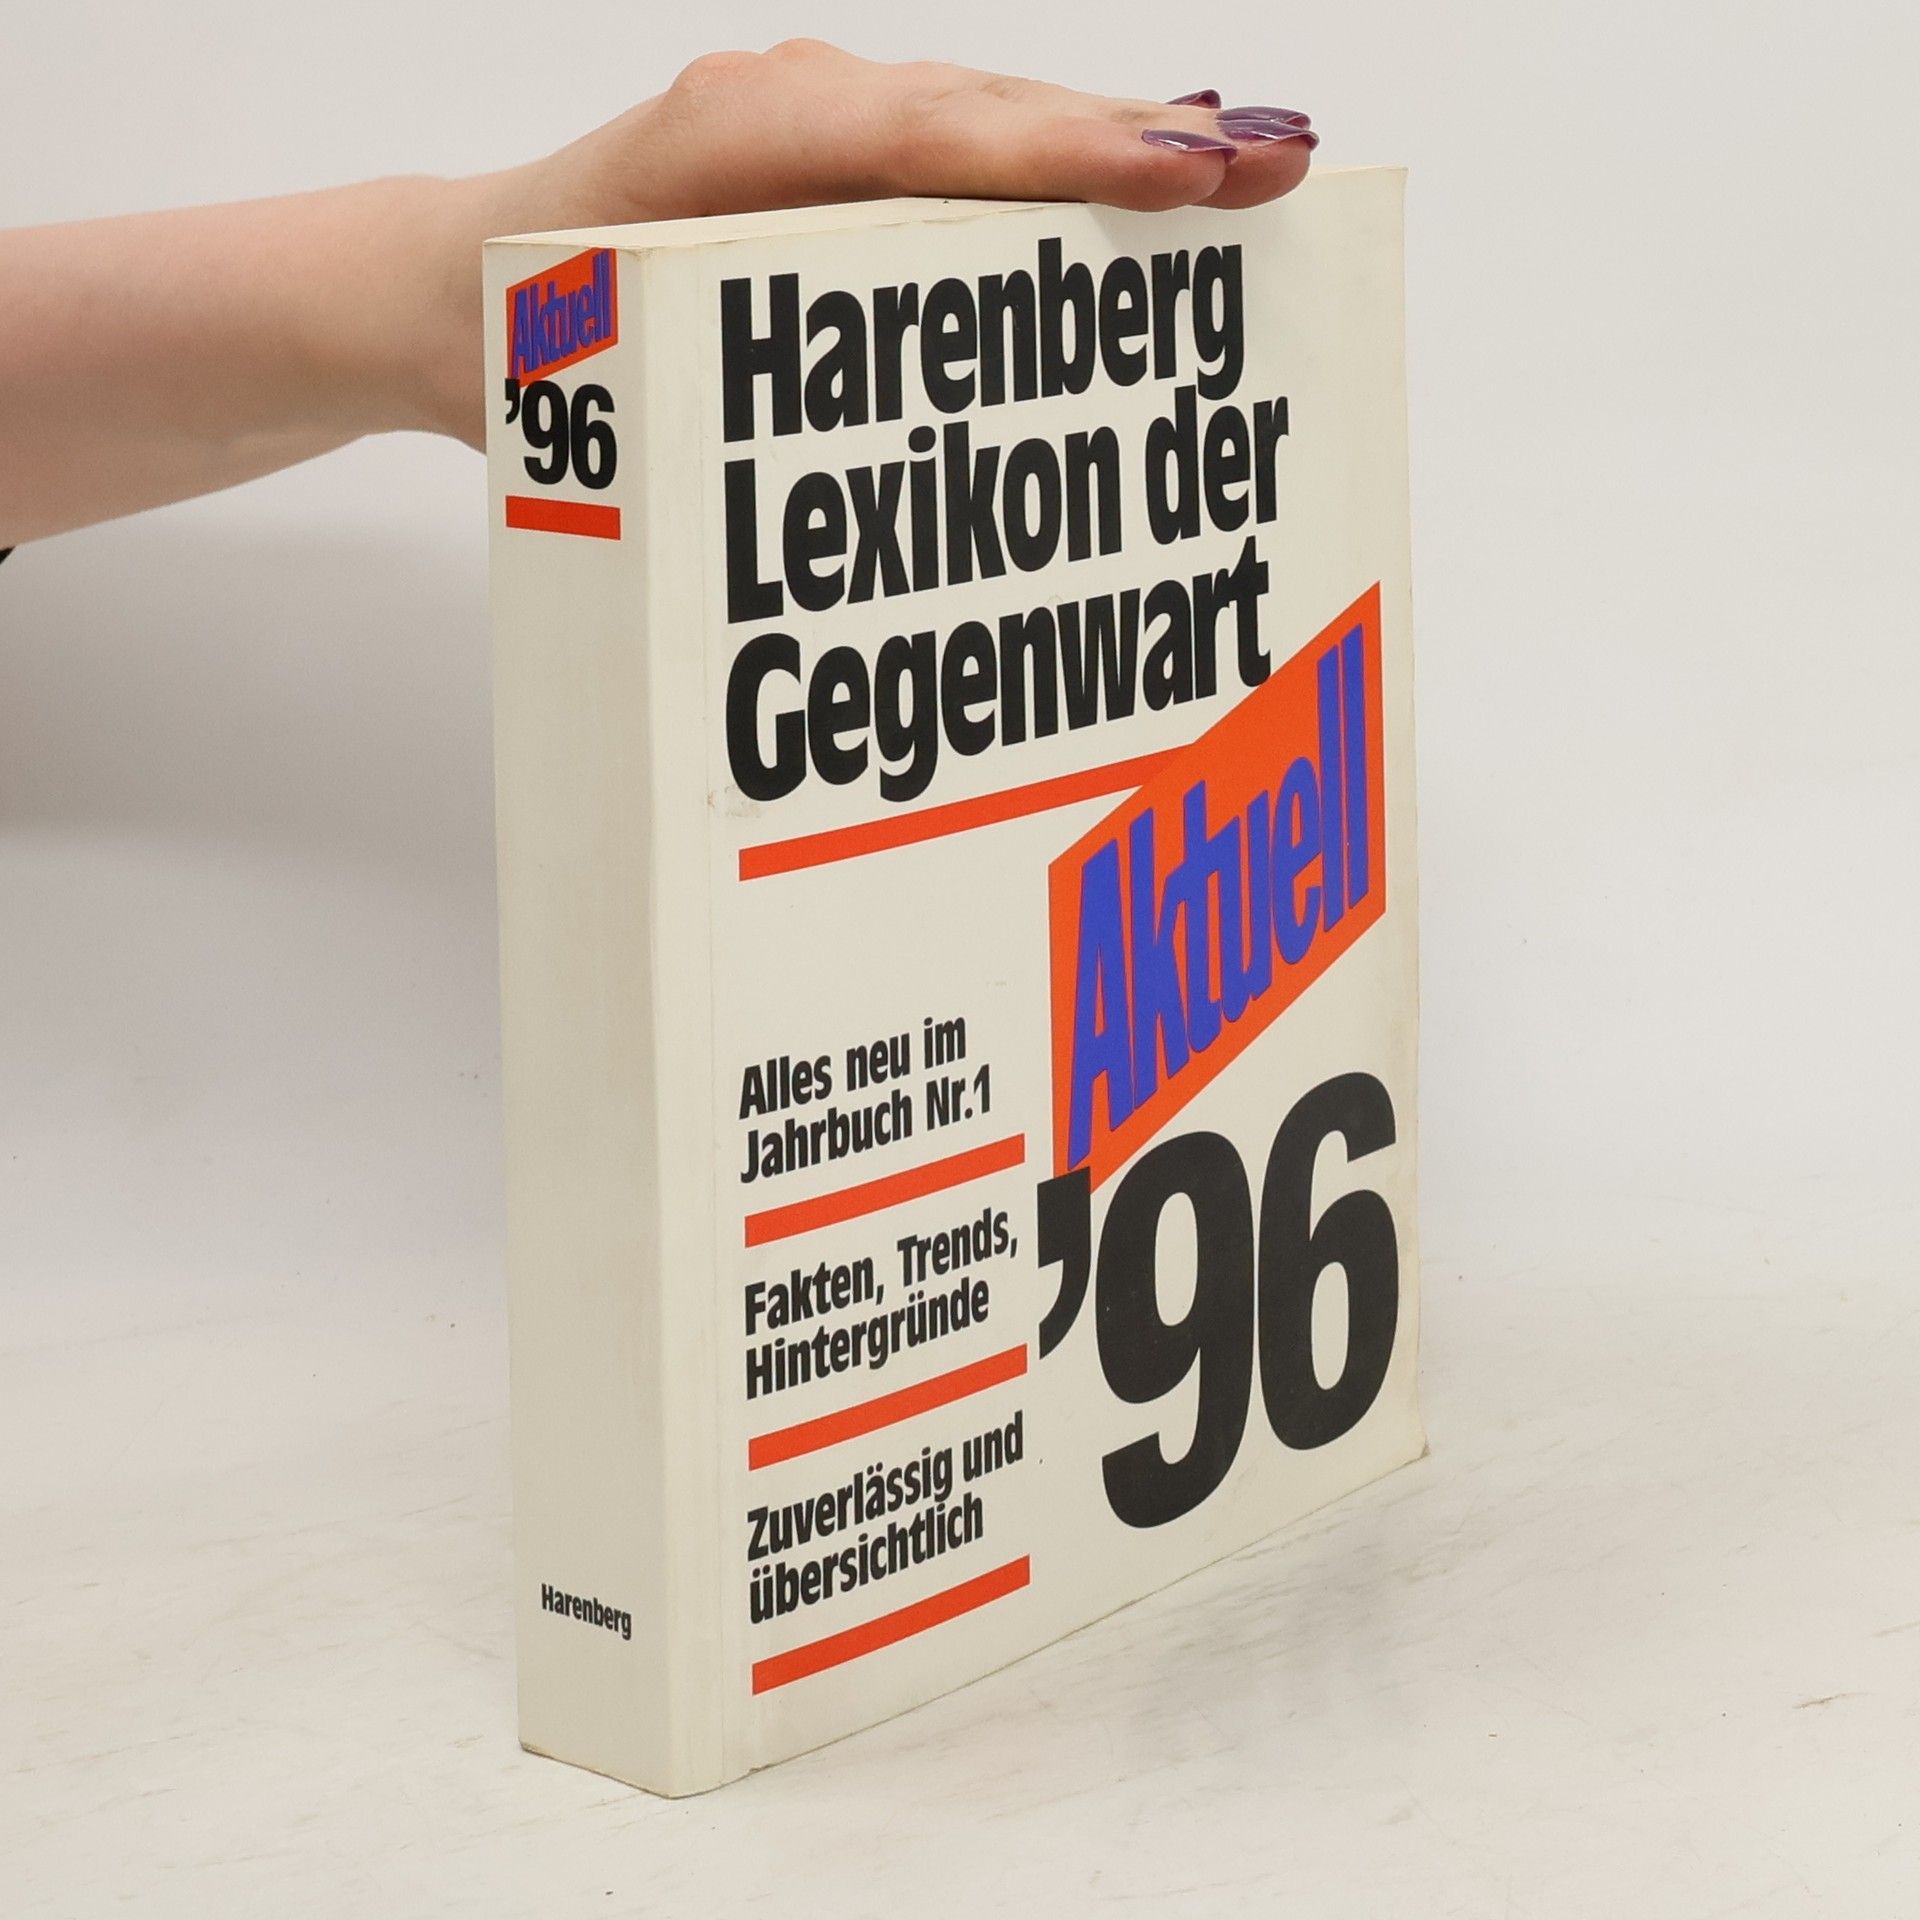 Aktuell
'96
Harenberg
Harenberg
Lexikon der
Gegenwart
Aktuell
'96
Alles neu im
Jahrbuch Nr.1
Fakten, Trends,
Hintergründe
Zuverlässig und
übersichtlich